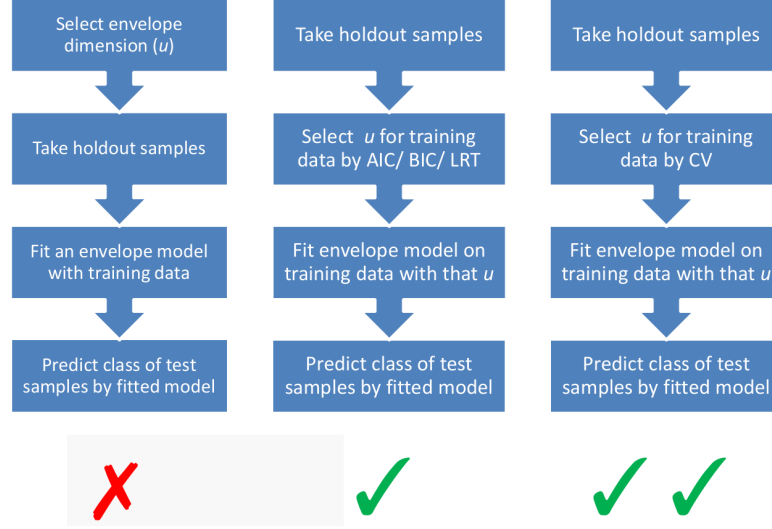 Select envelope
dimension (u)
Take holdout samples
Fit an envelope model
with training data
Predict class of test
samples by fitted model
Take holdout samples
Select u for training
data by AIC/ BIC/ LRT
Fit envelope model on
training data with that u
Predict class of test
samples by fitted model
Take holdout samples
Select u for training
data by CV
Fit envelope model on
training data with that u
Predict class of test
samples by fitted model